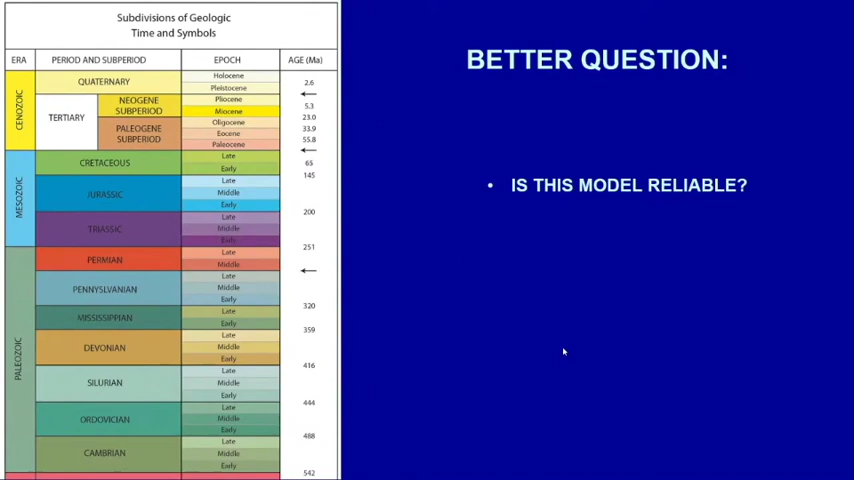 Subdivisions of Geologic
Time and Symbols
ERA PERIOD AND SUBPERIOD EPOCH AGE (Ma)
CENOZOIC
QUATERNARY
Holocene
Pleistocene
2.6
TERTIARY
NEOGENE
SUBPERIOD
Pliocene
5.3
Miocene
23.0
PALEOGENE
SUBPERIOD
Oligocene
33.9
Eocene
55.8
Paleocene
MESOZOIC
CRETACEOUS
Late
65
Early
145
JURASSIC
Late
Middle
Early
200
TRIASSIC
Late
Middle
Early
251
PALEOZOIC
PERMIAN
Late
Middle
PENNYSLVANIAN
Late
Middle
Early
320
MISSISSIPPIAN
Late
Early
359
DEVONIAN
Late
Middle
Early
416
SILURIAN
Late
Middle
Early
444
ORDOVICIAN
Late
Middle
Early
488
CAMBRIAN
Late
Middle
Early
542
BETTER QUESTION:
• IS THIS MODEL RELIABLE?